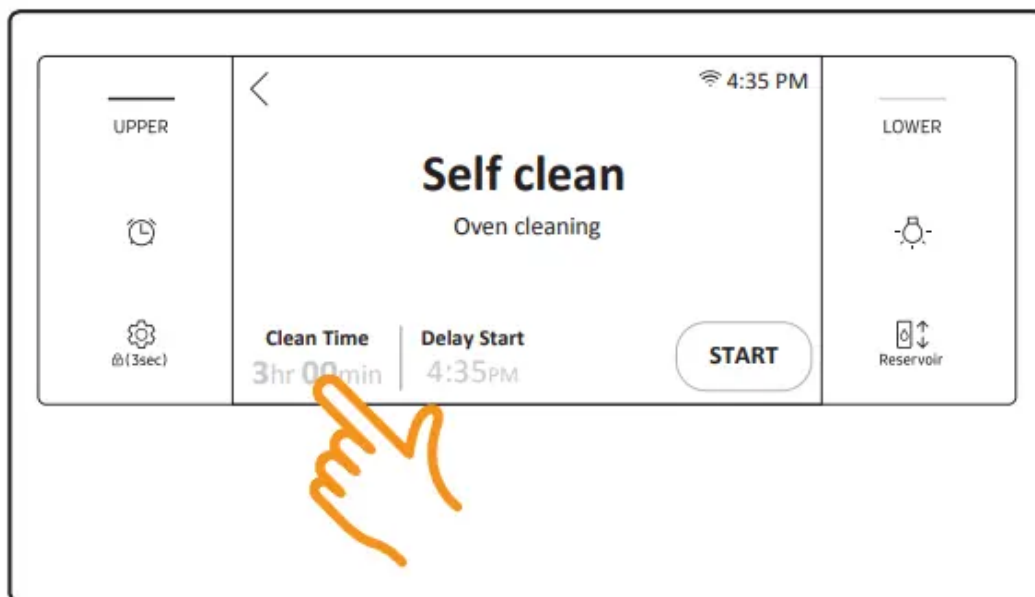 UPPER
(3sec)
4:35 PM
Self clean
Oven cleaning
Clean Time
3hr 00min
Delay Start
4:35PM
START
LOWER
Reservoir